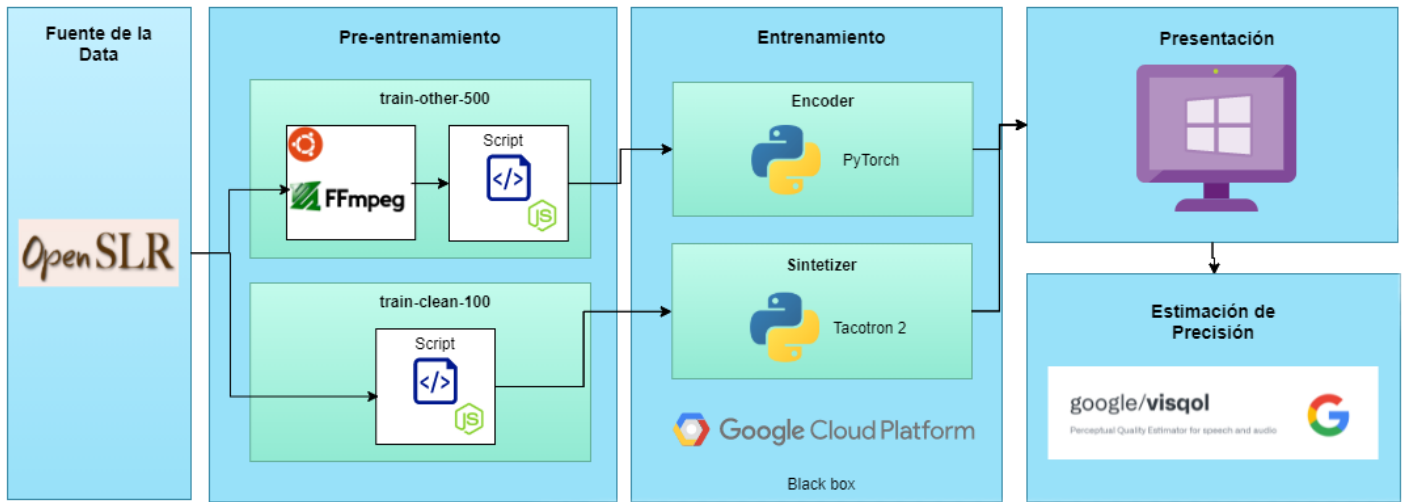 Fuente de la
Data
OpenSLR
Pre-entrenamiento
train-other-500
FFmpeg
Script
</>
JS
train-clean-100
Script
</>
JS
Entrenamiento
Encoder
PyTorch
Sintetizer
Tacotron 2
Google Cloud Platform
Black box
Presentación
Estimación de
Precisión
google/visqol
Perceptual Quality Estimator for speech and audio
G